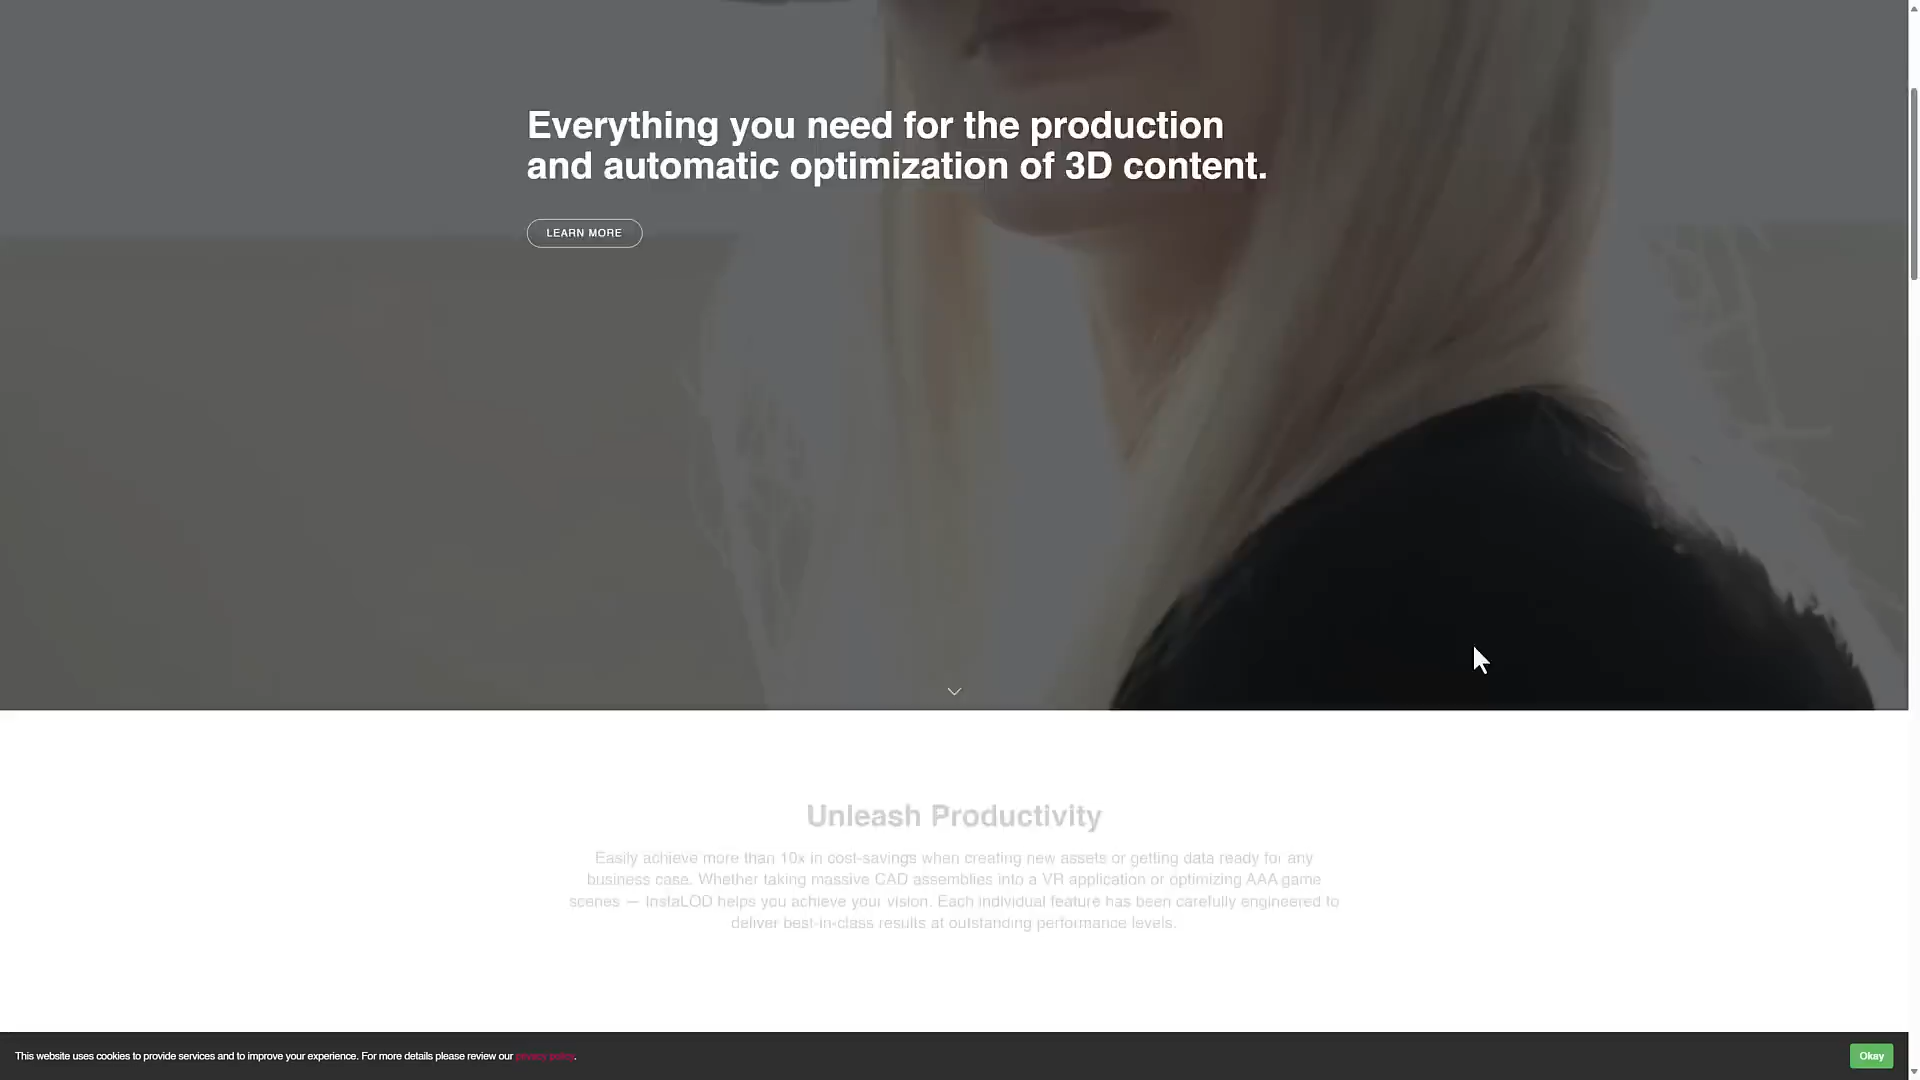 Everything you need for the production
and automatic optimization of 3D content.
LEARN MORE
Unleash Productivity
Easily achieve more than 10x in cost-savings when creating new assets or getting data ready for any
business case. Whether taking massive CAD assemblies into a VR application or optimizing AAA game
scenes — InstaLOD helps you achieve your vision. Each individual feature has been carefully engineered to
deliver best-in-class results at outstanding performance levels.
This website uses cookies to provide services and to improve your experience. For more details please review our privacy policy.
Okay